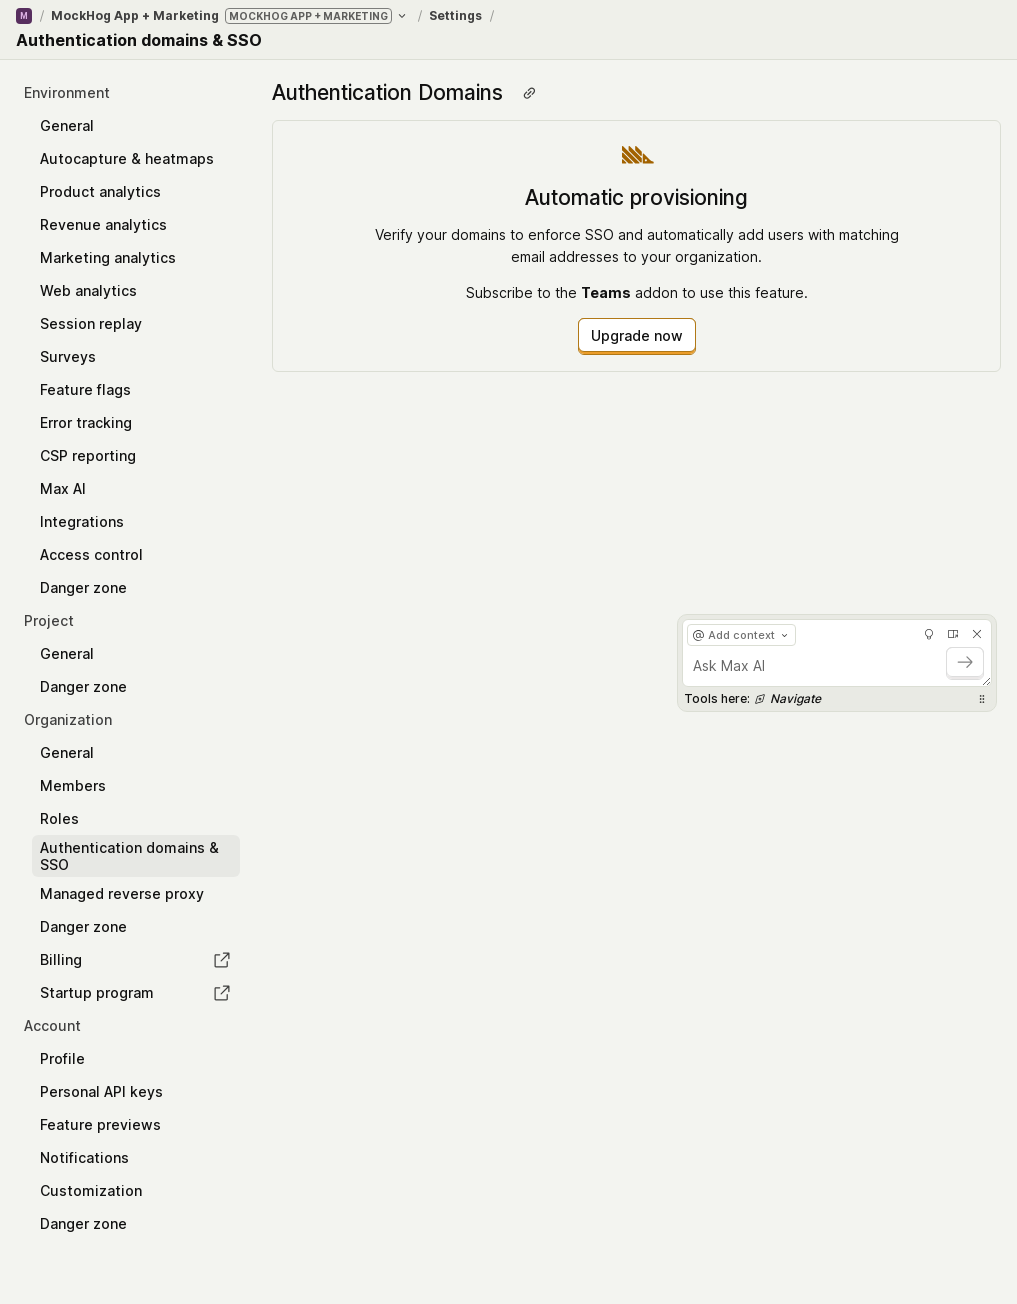 M / MockHog App + Marketing MOCKHOG APP + MARKETING / Settings /
Authentication domains & SSO
Environment
General
Autocapture & heatmaps
Product analytics
Revenue analytics
Marketing analytics
Web analytics
Session replay
Surveys
Feature flags
Error tracking
CSP reporting
Max AI
Integrations
Access control
Danger zone
Project
General
Danger zone
Organization
General
Members
Roles
Authentication domains &
SSO
Managed reverse proxy
Danger zone
Billing
Startup program
Account
Profile
Personal API keys
Feature previews
Notifications
Customization
Danger zone
Authentication Domains
Automatic provisioning
Verify your domains to enforce SSO and automatically add users with matching
email addresses to your organization.
Subscribe to the Teams addon to use this feature.
Upgrade now
@ Add context
Ask Max AI
Tools here: Navigate